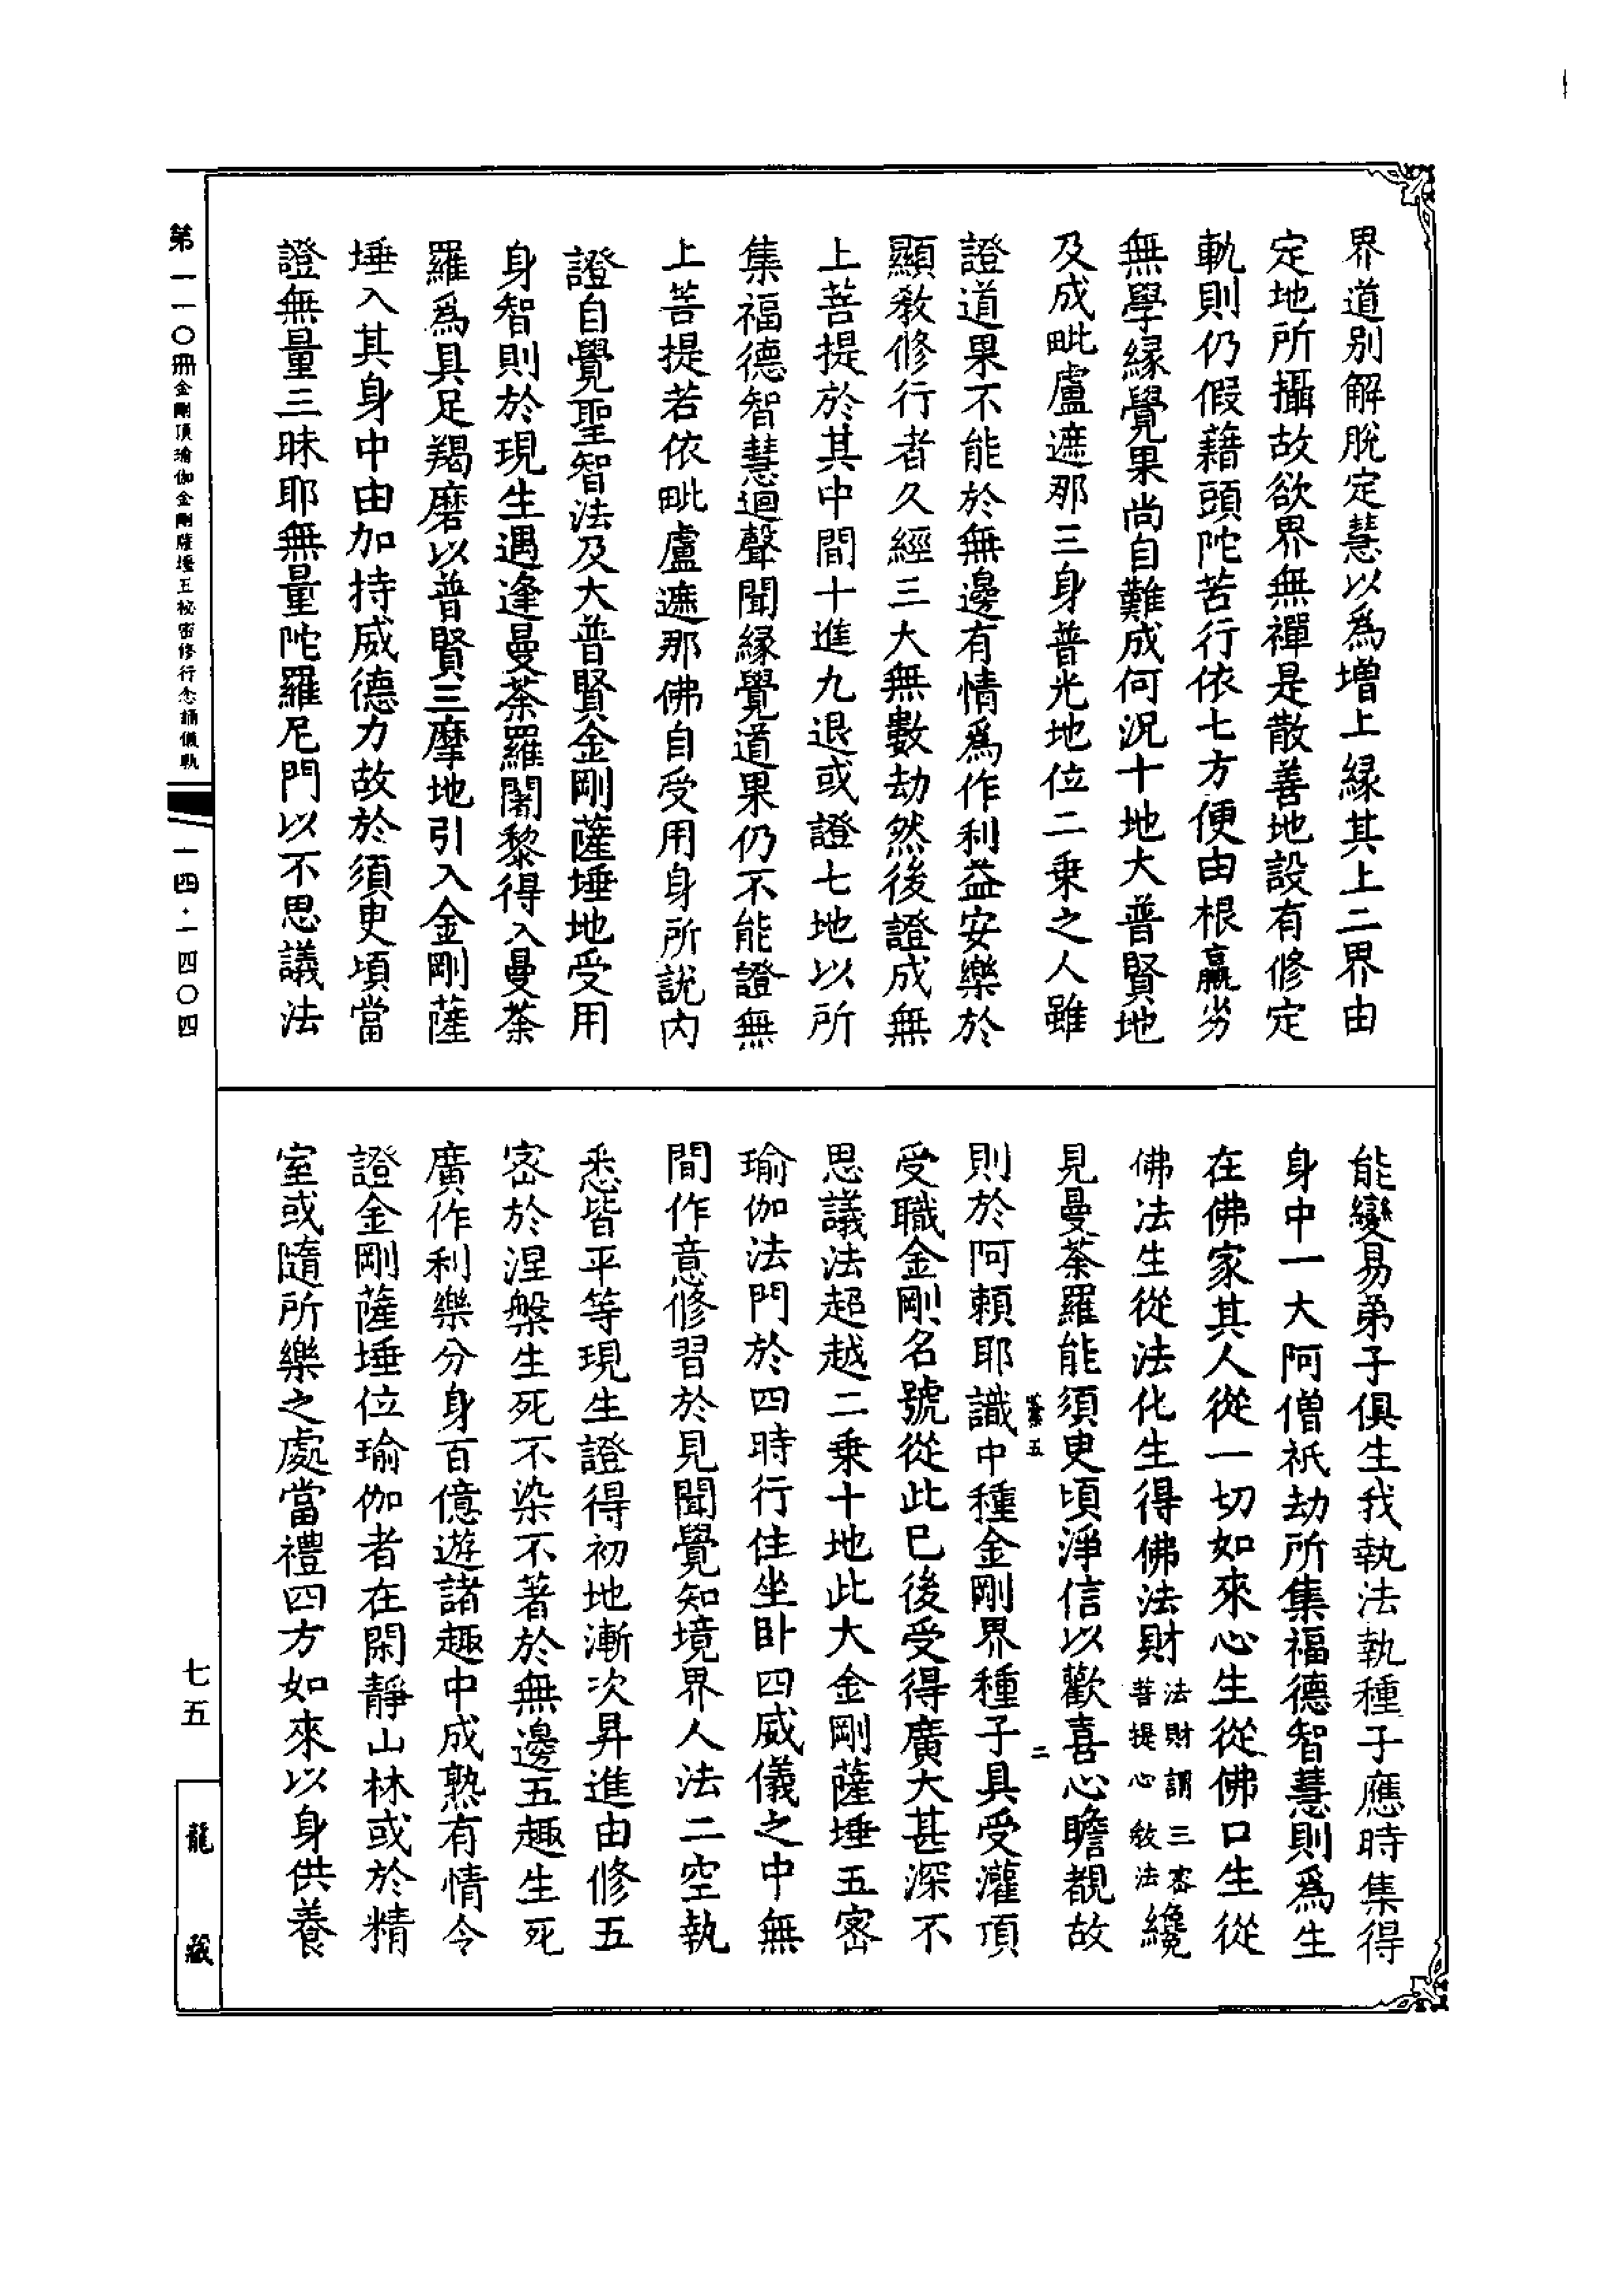 界道别解脫定慧以爲增上緣其上二界由
定地所攝故欲界無禪是散善地設有修定
軌則仍假藉頭陀苦行依七方便由根羸劣
無學緣覺果尚自難成何況十地大普賢地
及成毗盧遮那三身普光地位二乗之人雖
證道果不能於無邊有情爲作利益安樂於
顯教修行者久經三大無數劫然後證成無
上菩提於其中間十進九退或證七地以所
集福德智慧迴聲聞緣覺道果仍不能證無
上菩提若依毗盧遮那佛自受用身所說内
證自覺聖智法及大普賢金剛薩埵他受用
身智則於現生遇逢曼荼羅闍黎得入曼荼
羅爲具足羯磨以普賢三摩地引入金剛薩
埵入其身中由加持威德力故於須臾頃當
證無量三昧耶無量陀羅尼門以不思議法
能變易弟子俱生我執法執種子應時集得
身中一大阿僧祇劫所集福德智慧則爲生
在佛家其人從一切如來心生從佛口生從
佛法生從法化生得佛法財法財謂三密菩提心教法纔
見曼荼羅能須臾頃淨信以歡喜心瞻覩故
則於阿賴耶識中種金剛界種子具受灌頂
受職金剛名號從此已後受得廣大甚深不
思議法超越二乗十地此大金剛薩埵五密
瑜伽法門於四時行住坐卧四威儀之中無
間作意修習於見聞覺知境界人法二空執
悉皆平等現生證得初地漸次昇進由修五
密於涅槃生死不染不著於無邊五趣生死
廣作利樂分身百億遊諸趣中成熟有情令
證金剛薩埵位瑜伽者在閑靜山林或於精
室或隨所樂之處當禮四方如來以身供養
五
二
第一一〇冊 金剛頂瑜伽金剛薩埵五秘密修行念誦儀軌
一四·一四〇四
七五
龍藏